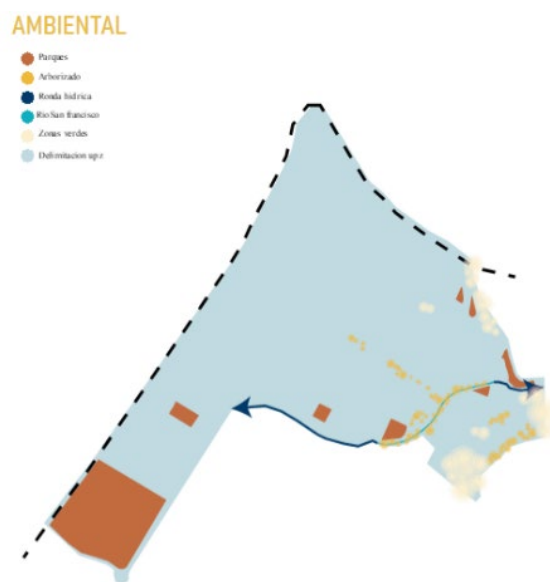 AMBIENTAL
Parques
Arborizado
Ronda hídrica
Rio San francisco
Zonas verdes
Delimitacion upz